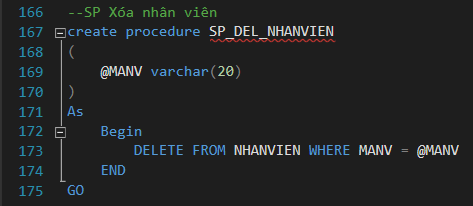 166 --SP Xóa nhân viên
167 create procedure SP_DEL_NHANVIEN
168 (
169 @MANV varchar(20)
170 )
171 As
172 Begin
173 DELETE FROM NHANVIEN WHERE MANV = @MANV
174 END
175 GO